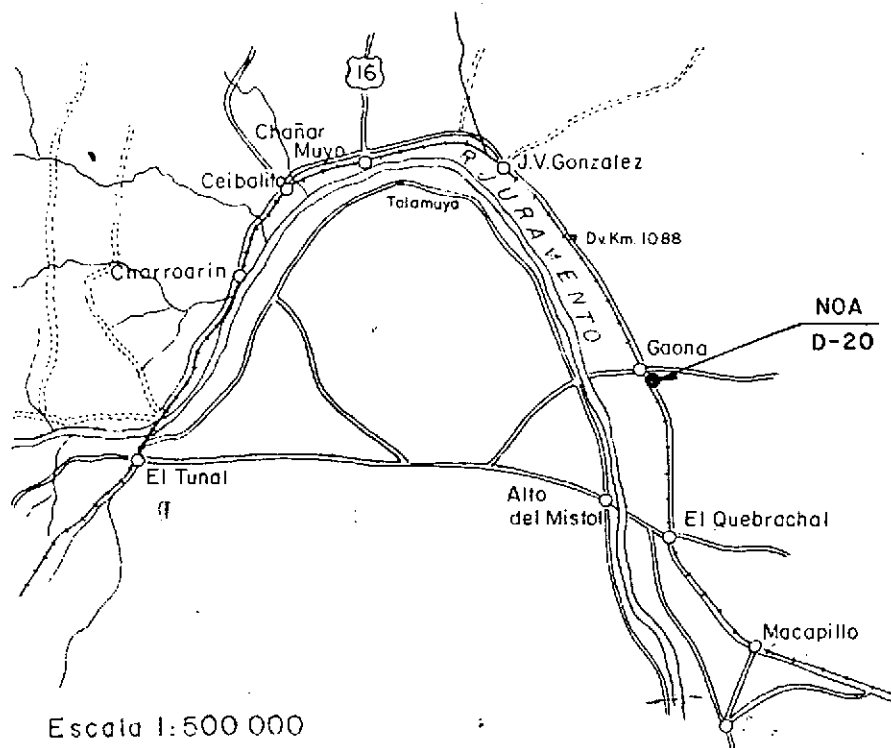 16
Chañar
Muyo
Ceibalito
J.V. Gonzalez
R. JURAMENTO
Talamuya
Dv. Km. 1088
Charroarin
NOA
D-20
Gaona
El Tunal
Alto
del Mistol
El Quebrachal
Macapillo
Escala 1:500 000